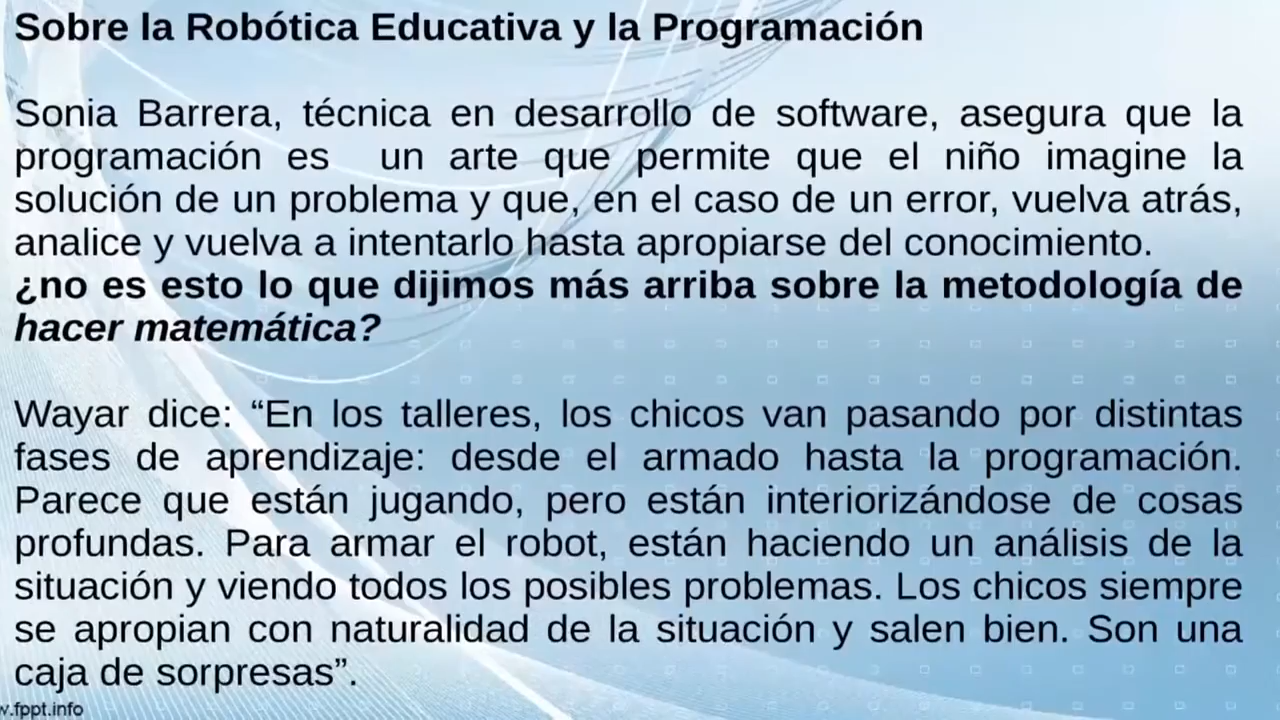 Sobre la Robótica Educativa y la Programación
Sonia Barrera, técnica en desarrollo de software, asegura que la
programación es un arte que permite que el niño imagine la
solución de un problema y que, en el caso de un error, vuelva atrás,
analice y vuelva a intentarlo hasta apropiarse del conocimiento.
¿no es esto lo que dijimos más arriba sobre la metodología de
hacer matemática?
Wayar dice: “En los talleres, los chicos van pasando por distintas
fases de aprendizaje: desde el armado hasta la programación.
Parece que están jugando, pero están interiorizándose de cosas
profundas. Para armar el robot, están haciendo un análisis de la
situación y viendo todos los posibles problemas. Los chicos siempre
se apropian con naturalidad de la situación y salen bien. Son una
caja de sorpresas”.
w.fppt.info